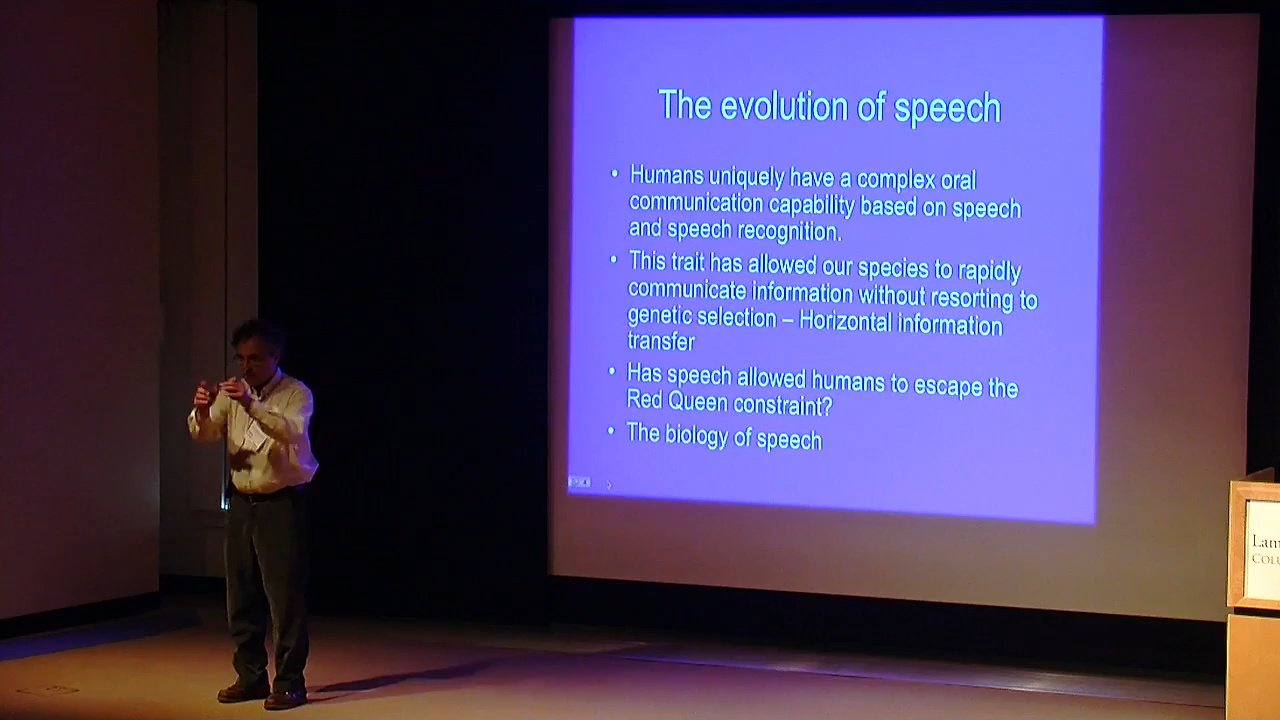 The evolution of speech
• Humans uniquely have a complex oral
communication capability based on speech
and speech recognition.
• This trait has allowed our species to rapidly
communicate information without resorting to
genetic selection – Horizontal information
transfer
• Has speech allowed humans to escape the
Red Queen constraint?
• The biology of speech
Lam
COLU